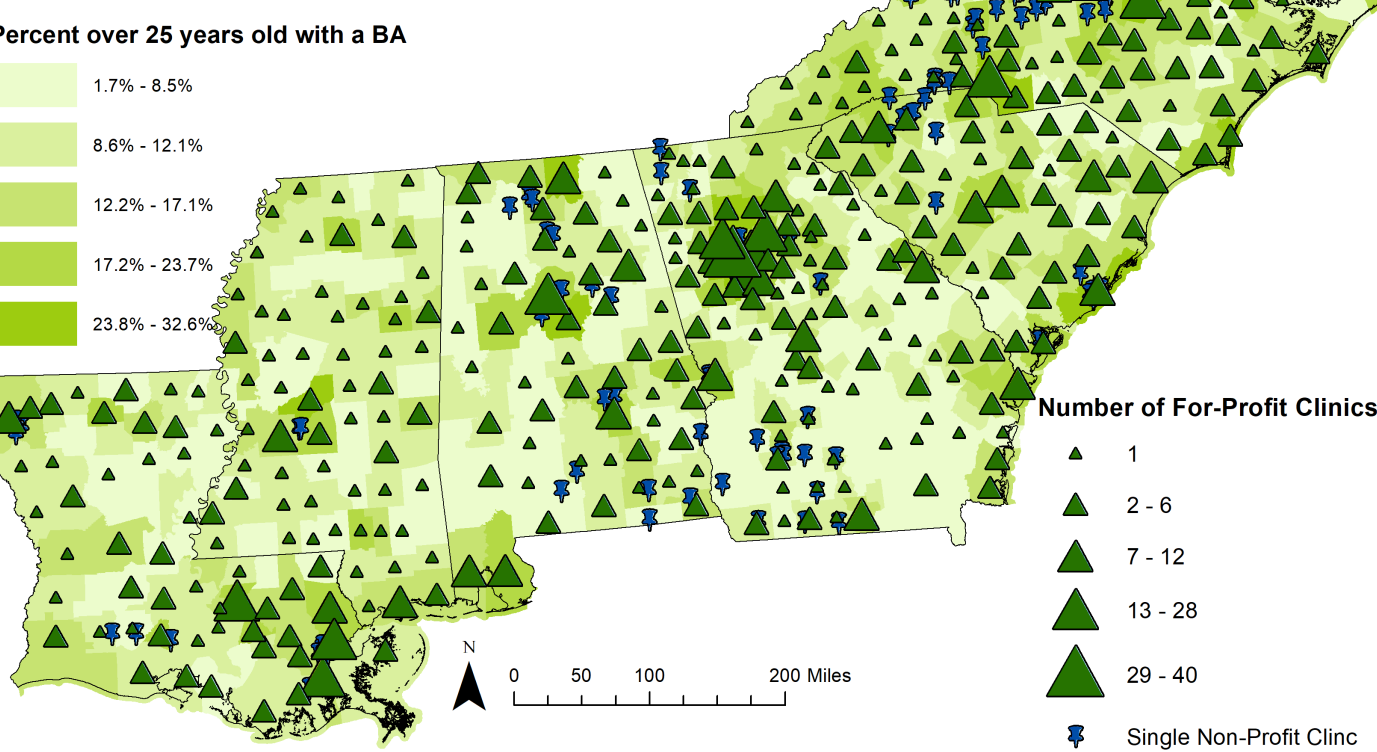 Percent over 25 years old with a BA
1.7% - 8.5%
8.6% - 12.1%
12.2% - 17.1%
17.2% - 23.7%
23.8% - 32.6%
Number of For-Profit Clinics
1
2 - 6
7 - 12
13 - 28
29 - 40
Single Non-Profit Clinc
N
0 50 100 200 Miles